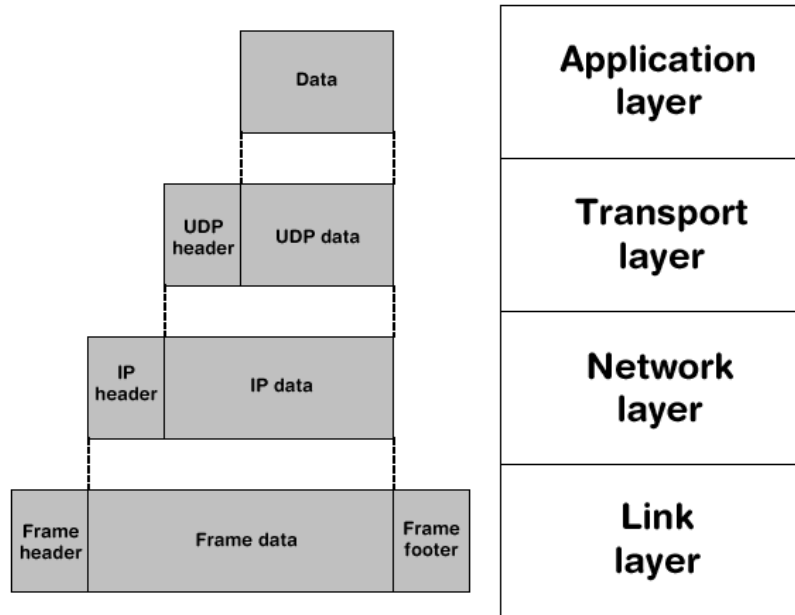 Data
Application
layer
UDP
header
UDP data
Transport
layer
IP
header
IP data
Network
layer
Frame
header
Frame data
Frame
footer
Link
layer